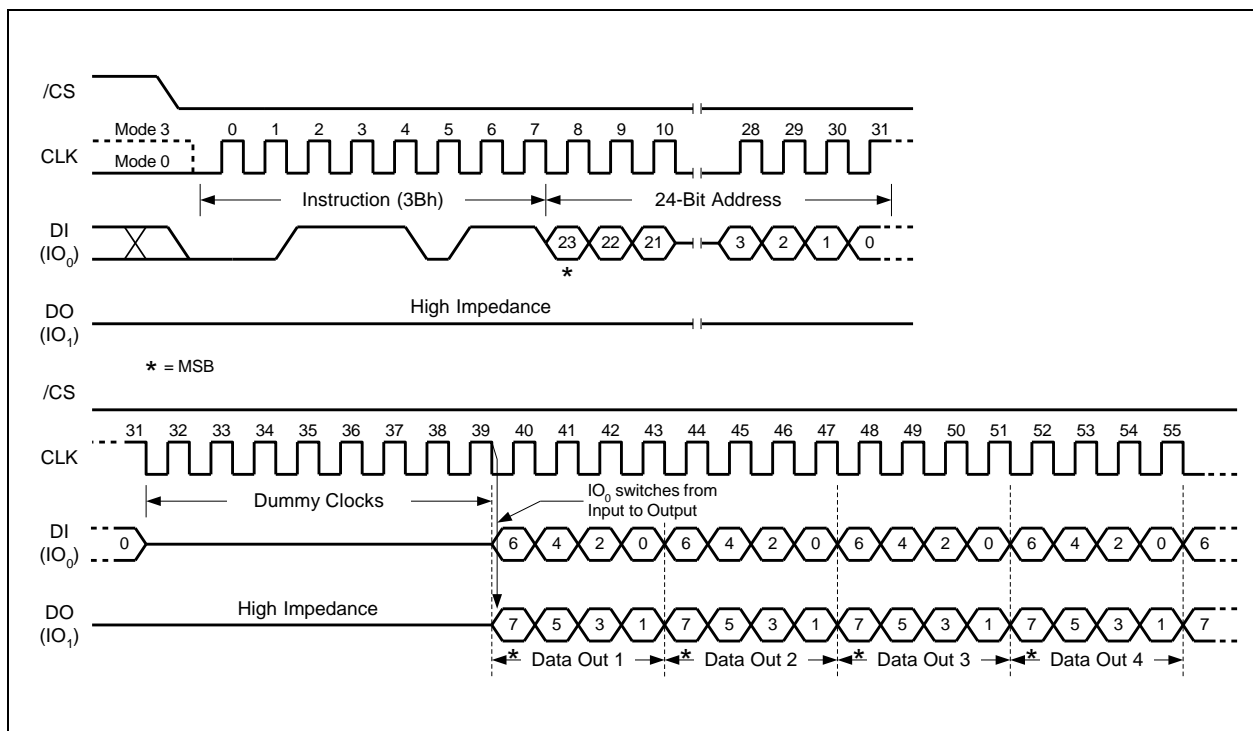 /CS
Mode 3 0 1 2 3 4 5 6 7 8 9 10 28 29 30 31
CLK
Mode 0
Instruction (3Bh) 24-Bit Address
DI
(IO0) 23 22 21 3 2 1 0
*
High Impedance
DO
(IO1)
* = MSB
/CS
31 32 33 34 35 36 37 38 39 40 41 42 43 44 45 46 47 48 49 50 51 52 53 54 55
CLK
Dummy Clocks
IO0 switches from
Input to Output
DI
(IO0) 0 6 4 2 0 6 4 2 0 6 4 2 0 6 4 2 0 6
High Impedance
DO
(IO1) 7 5 3 1 7 5 3 1 7 5 3 1 7 5 3 1 7
* Data Out 1 * Data Out 2 * Data Out 3 * Data Out 4